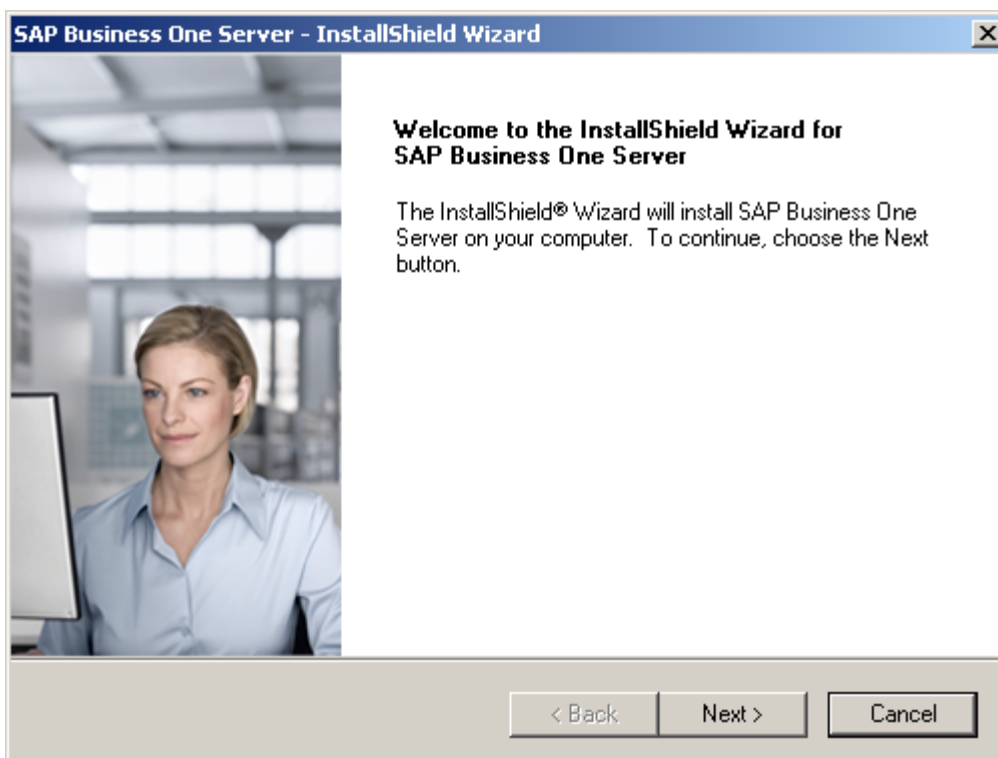 SAP Business One Server - InstallShield Wizard
Welcome to the InstallShield Wizard for
SAP Business One Server
The InstallShield® Wizard will install SAP Business One
Server on your computer.  To continue, choose the Next
button.
< Back
Next >
Cancel